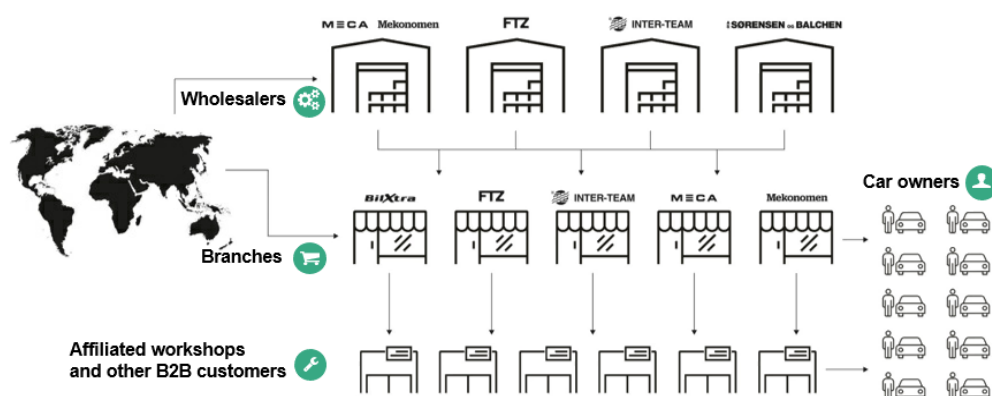 MECA Mekonomen
FTZ
INTER-TEAM
SØRENSEN OG BALCHEN
Wholesalers
Car owners
BilXtra
FTZ
INTER-TEAM
MECA
Mekonomen
Branches
Affiliated workshops
and other B2B customers